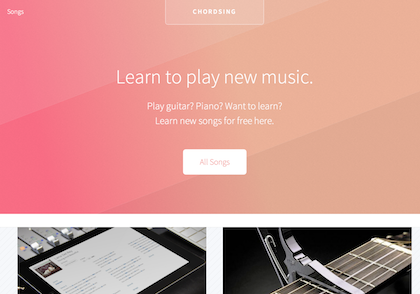 Songs
CHORDSING
Learn to play new music.
Play guitar? Piano? Want to learn?
Learn new songs for free here.
All Songs